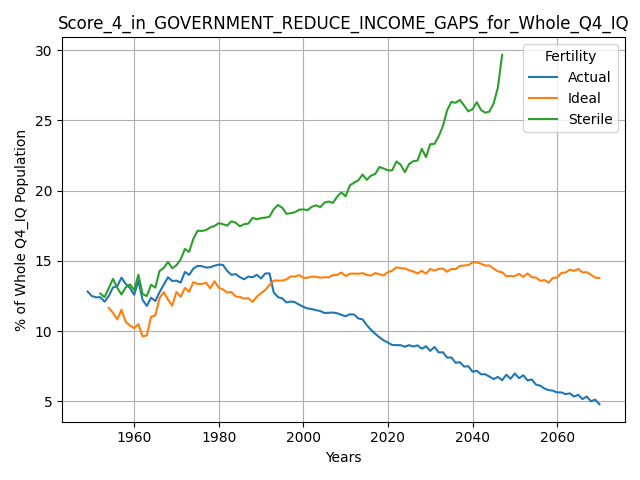 Score_4_in_GOVERNMENT_REDUCE_INCOME_GAPS_for_Whole_Q4_IQ
Fertility
Actual
Ideal
Sterile
% of Whole Q4_IQ Population
30
25
20
15
10
5
1960 1980 2000 2020 2040 2060
Years